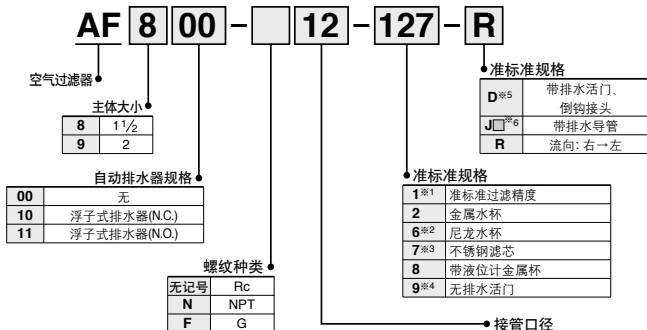 AF 8 00 – 12 – 127 – R
空气过滤器
主体大小
8 1 1/2
9 2
自动排水器规格
00 无
10 浮子式排水器(N.C.)
11 浮子式排水器(N.O.)
螺纹种类
无记号 Rc
N NPT
F G
准标准规格
D※5 带排水活门、
倒钩接头
J□※6 带排水导管
R 流向: 右→左
准标准规格
1※1 准标准过滤精度
2 金属水杯
6※2 尼龙水杯
7※3 不锈钢滤芯
8 带液位计金属杯
9※4 无排水活门
接管口径